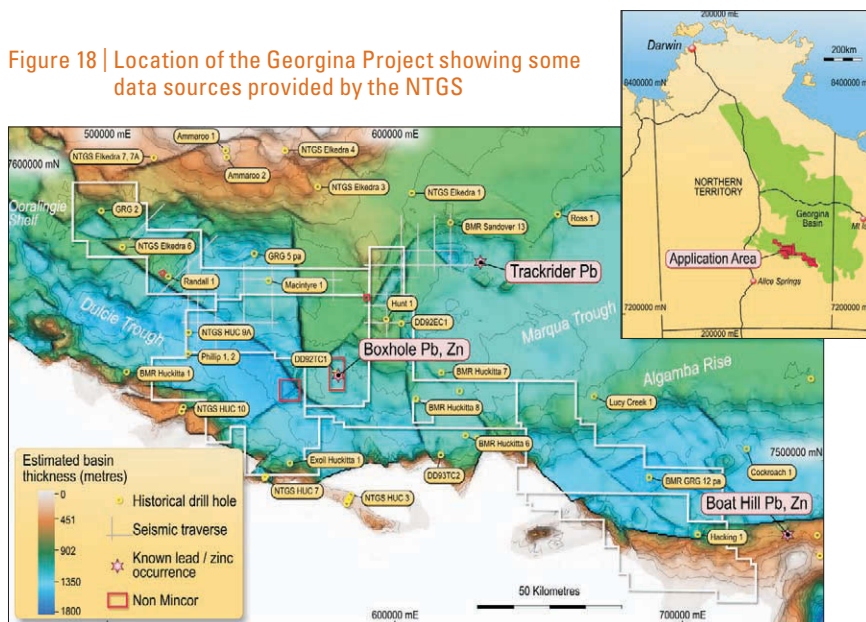 Figure 18 | Location of the Georgina Project showing some
data sources provided by the NTGS
500000 mE
600000 mE
7600000 mN
Ammaroo 1
NTGS Elkedra 7, 7A
NTGS Elkedra 4
Ammaroo 2
NTGS Elkedra 3
NTGS Elkedra 1
Ooralingie
Shelf
GRG 2
BMR Sandover 13
Ross 1
NTGS Elkedra 6
GRG 5 pa
Trackrider Pb
Randall 1
Macintyre 1
Hunt 1
Dulcie Trough
Marqua Trough
NTGS HUC 9A
DD92EC1
Phillip 1, 2
DD92TC1
Boxhole Pb, Zn
BMR Huckitta 1
BMR Huckitta 7
Algamba Rise
NTGS HUC 10
BMR Huckitta 8
Lucy Creek 1
BMR Huckitta 6
7500000 mN
Exoil Huckitta 1
Cockroach 1
DD93TC2
BMR GRG 12 pa
NTGS HUC 7
NTGS HUC 3
Boat Hill Pb, Zn
Hacking 1
Estimated basin
thickness (metres)
0
451
902
1350
1800
Historical drill hole
Seismic traverse
Known lead / zinc
occurrence
Non Mincor
50 Kilometres
600000 mE
700000 mE
200000 mE
Darwin
200km
8400000 mN
8400000 mN
NORTHERN
TERRITORY
Georgina
Basin
Application Area
Alice Springs
7200000 mN
7200000 mN
200000 mE